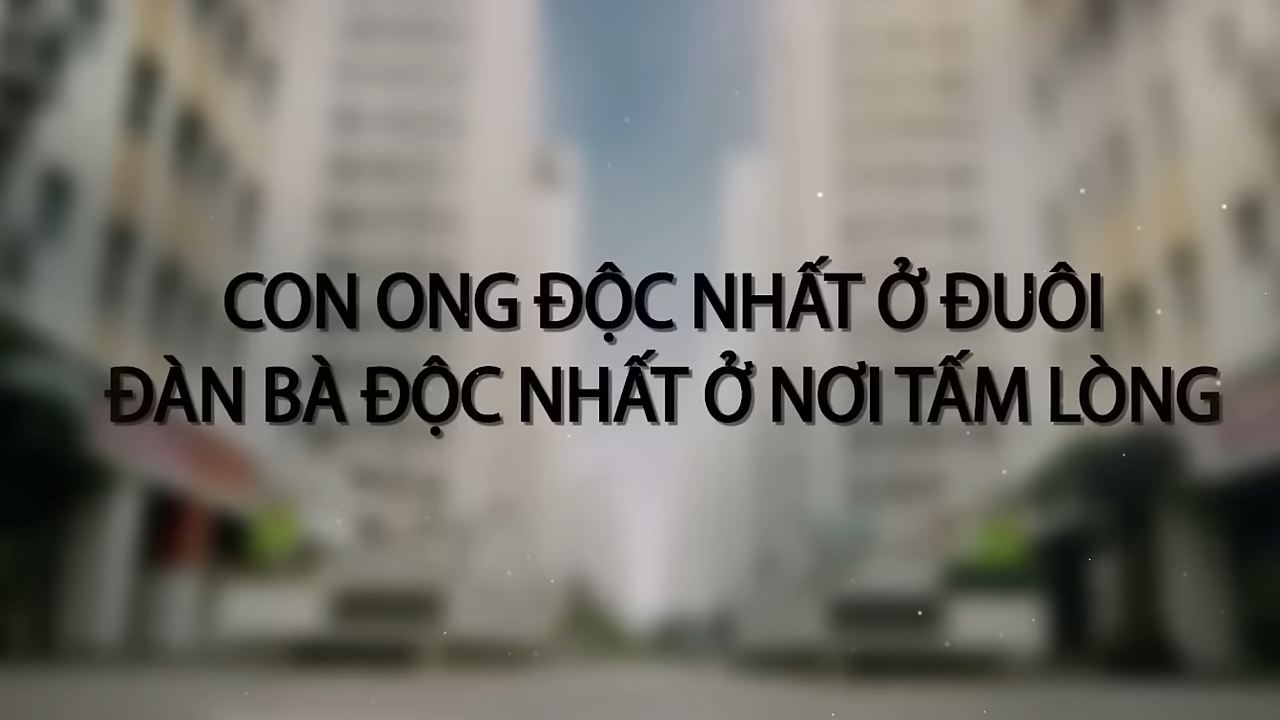 CON ONG ĐỘC NHẤT Ở ĐUÔI
ĐÀN BÀ ĐỘC NHẤT Ở NƠI TẤM LÒNG